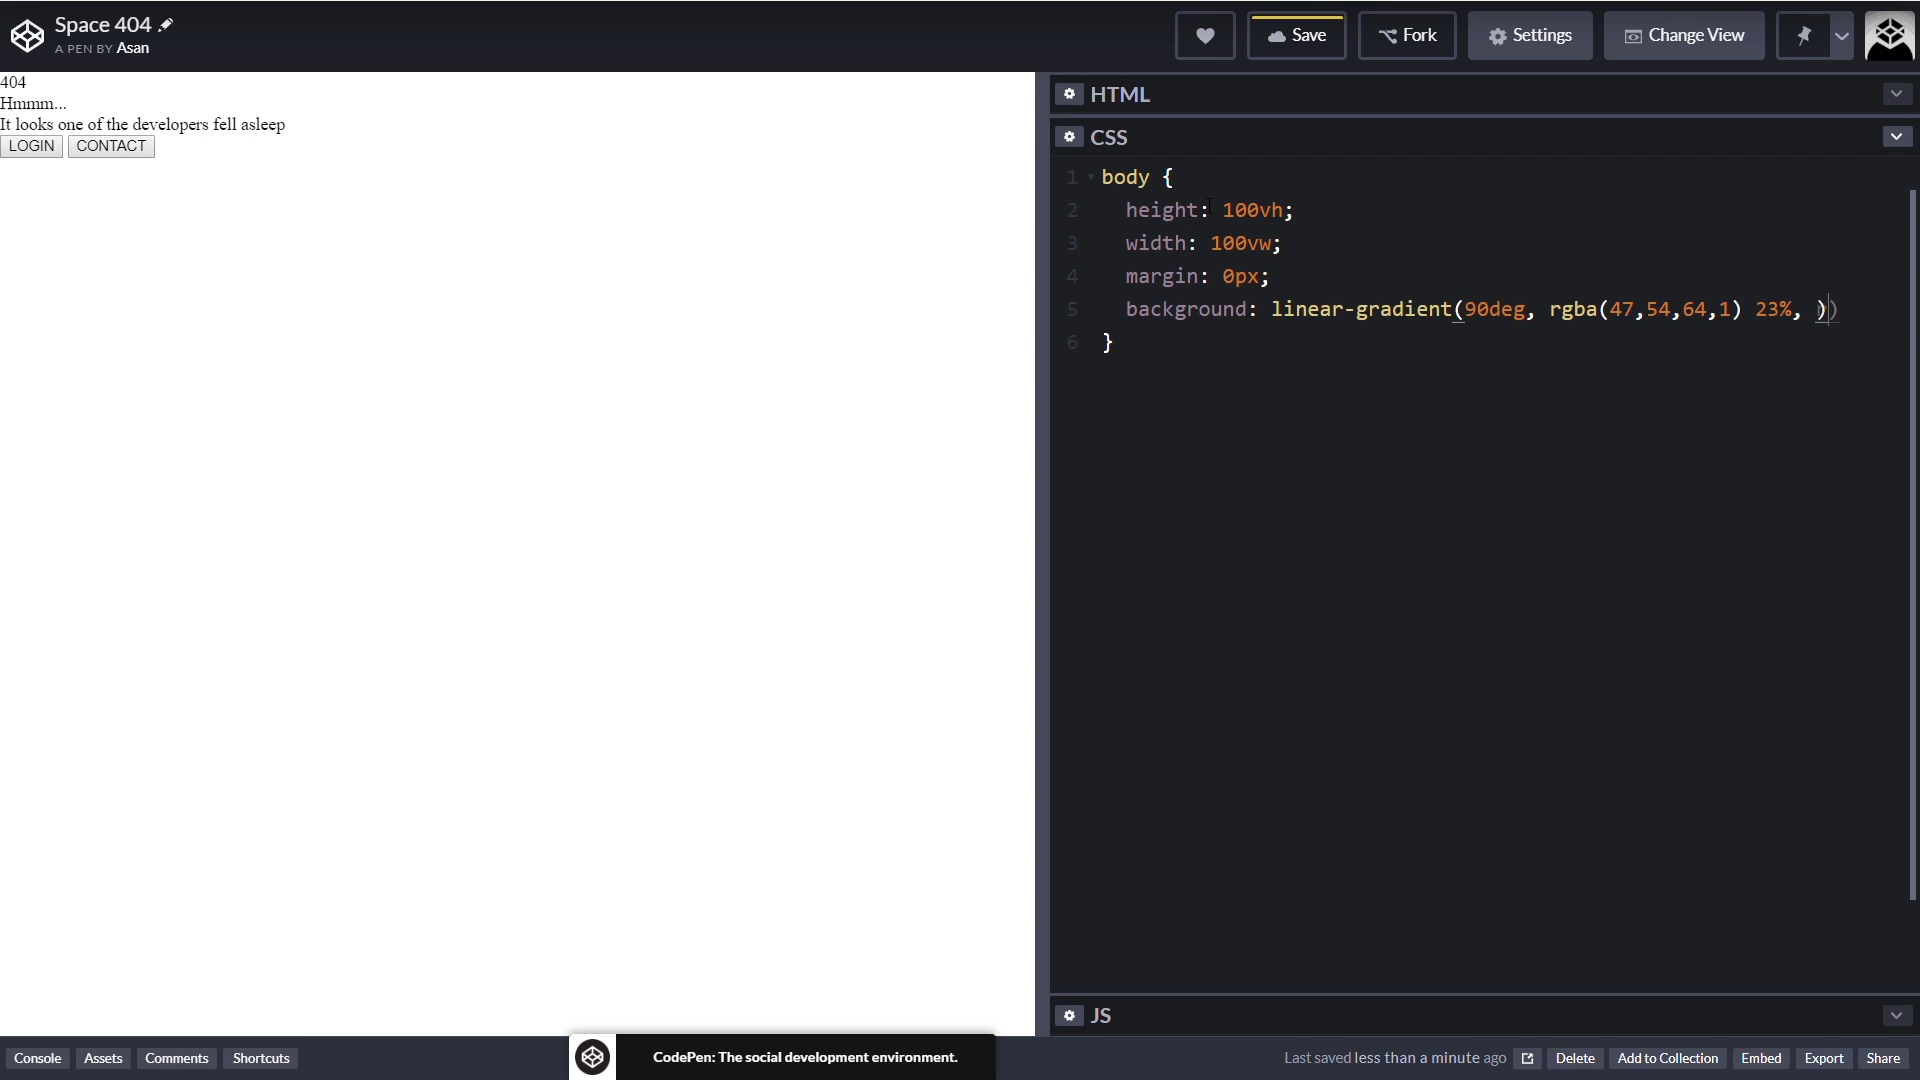 Space 404
A PEN BY Asan
Save
Fork
Settings
Change View
404
Hmmm...
It looks one of the developers fell asleep
LOGIN CONTACT
HTML
CSS
1 body {
2 height: 100vh;
3 width: 100vw;
4 margin: 0px;
5 background: linear-gradient(90deg, rgba(47,54,64,1) 23%, )
6 }
JS
Console Assets Comments Shortcuts
CodePen: The social development environment.
Last saved less than a minute ago
Delete Add to Collection Embed Export Share